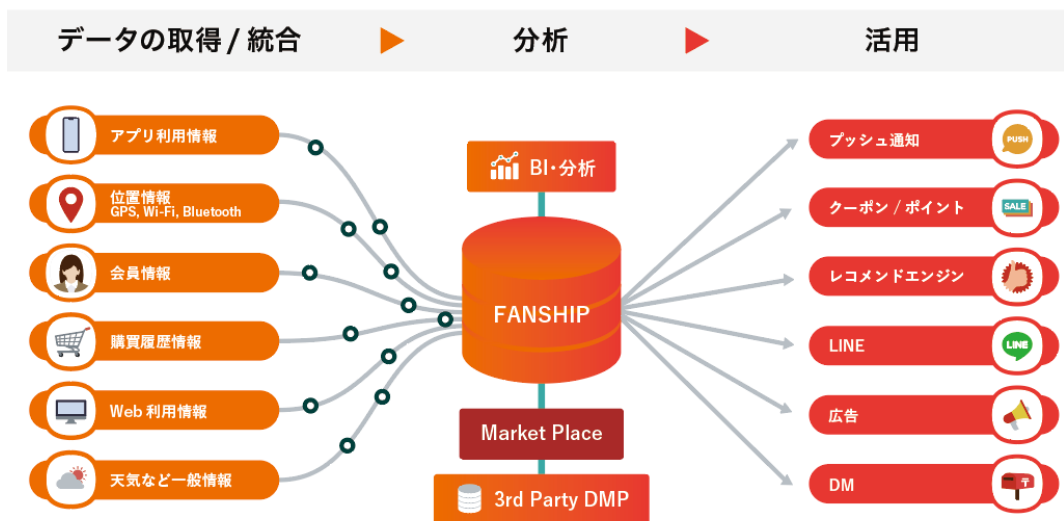 データの取得 / 統合
分析
活用
アプリ利用情報
位置情報
GPS, Wi-Fi, Bluetooth
会員情報
購買履歴情報
Web 利用情報
天気など一般情報
BI・分析
FANSHIP
Market Place
3rd Party DMP
プッシュ通知
PUSH
クーポン / ポイント
SALE
レコメンドエンジン
LINE
LINE
広告
DM
〒